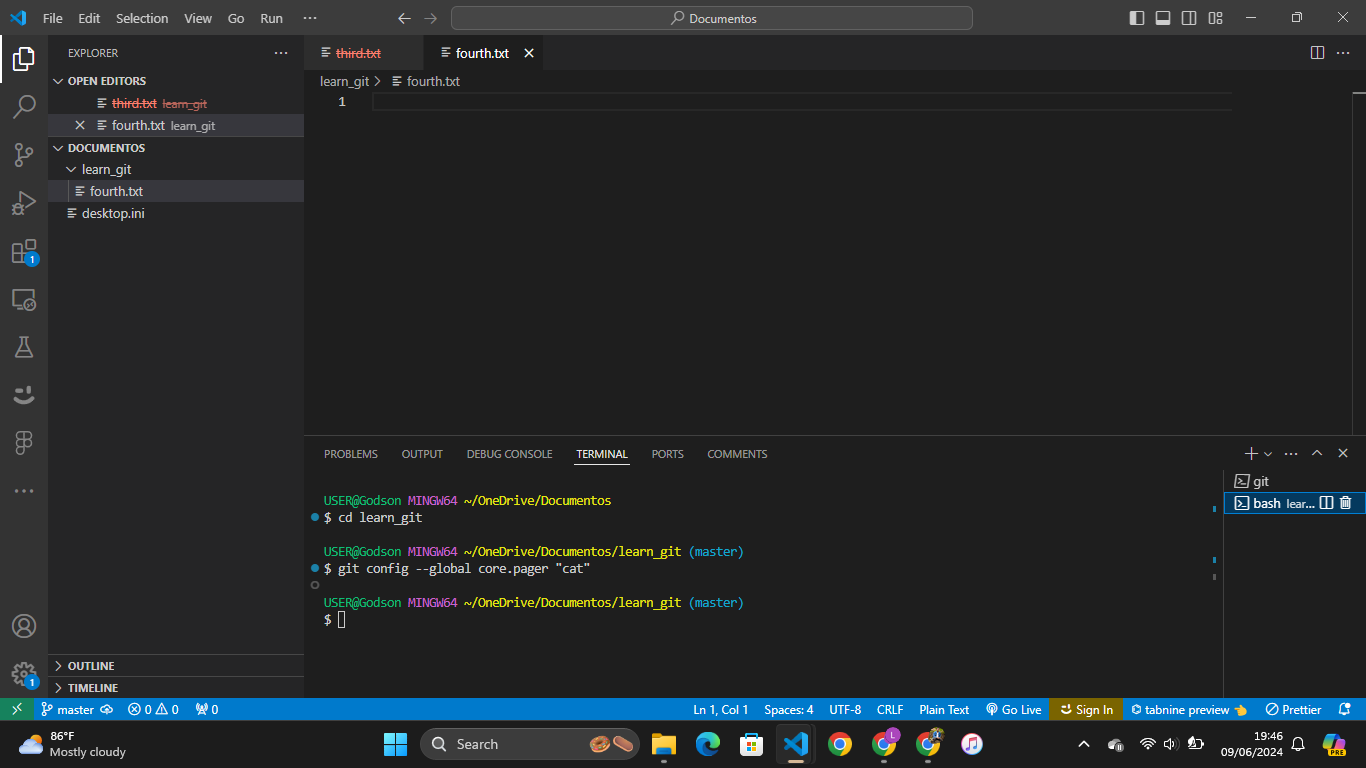 File Edit Selection View Go Run ··· Documentos
EXPLORER ···
OPEN EDITORS
third.txt learn_git
fourth.txt learn_git
DOCUMENTOS
learn_git
fourth.txt
desktop.ini
OUTLINE
TIMELINE
third.txt fourth.txt
learn_git > fourth.txt
1
PROBLEMS OUTPUT DEBUG CONSOLE TERMINAL PORTS COMMENTS
USER@Godson MINGW64 ~/OneDrive/Documentos
$ cd learn_git
USER@Godson MINGW64 ~/OneDrive/Documentos/learn_git (master)
$ git config --global core.pager "cat"
USER@Godson MINGW64 ~/OneDrive/Documentos/learn_git (master)
$
git
bash lear...
1
1
master 0 0 0 Ln 1, Col 1 Spaces: 4 UTF-8 CRLF Plain Text Go Live Sign In tabnine preview Prettier
86°F
Mostly cloudy
Search
L
19:46
09/06/2024
PRE